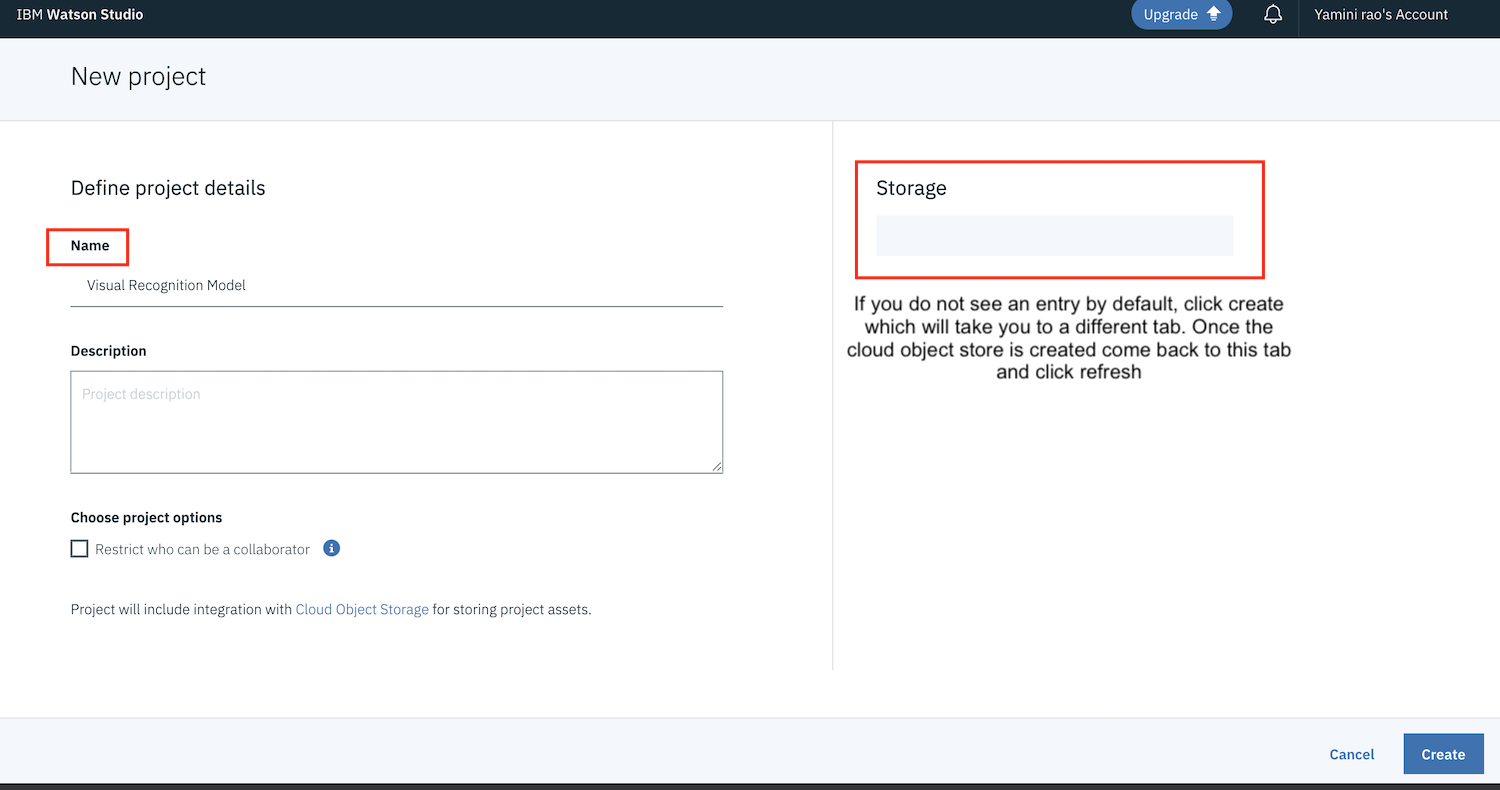 IBM Watson Studio
Upgrade
Yamini rao's Account
New project
Define project details
Name
Visual Recognition Model
Description
Project description
Choose project options
Restrict who can be a collaborator
Project will include integration with Cloud Object Storage for storing project assets.
Storage
If you do not see an entry by default, click create
which will take you to a different tab. Once the
cloud object store is created come back to this tab
and click refresh
Cancel
Create